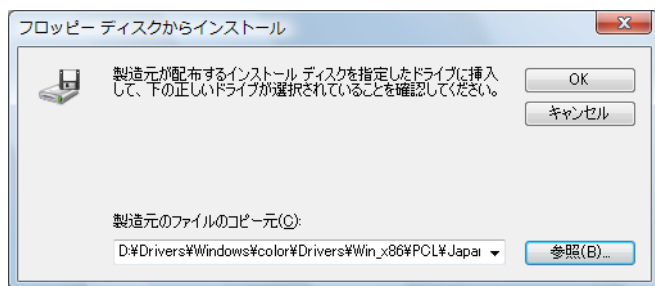 フロッピー ディスクからインストール
製造元が配布するインストール ディスクを指定したドライブに挿入
して、下の正しいドライブが選択されていることを確認してください。
OK
キャンセル
製造元のファイルのコピー元(C):
D:¥Drivers¥Windows¥color¥Drivers¥Win_x86¥PCL¥Japar
参照(B)...